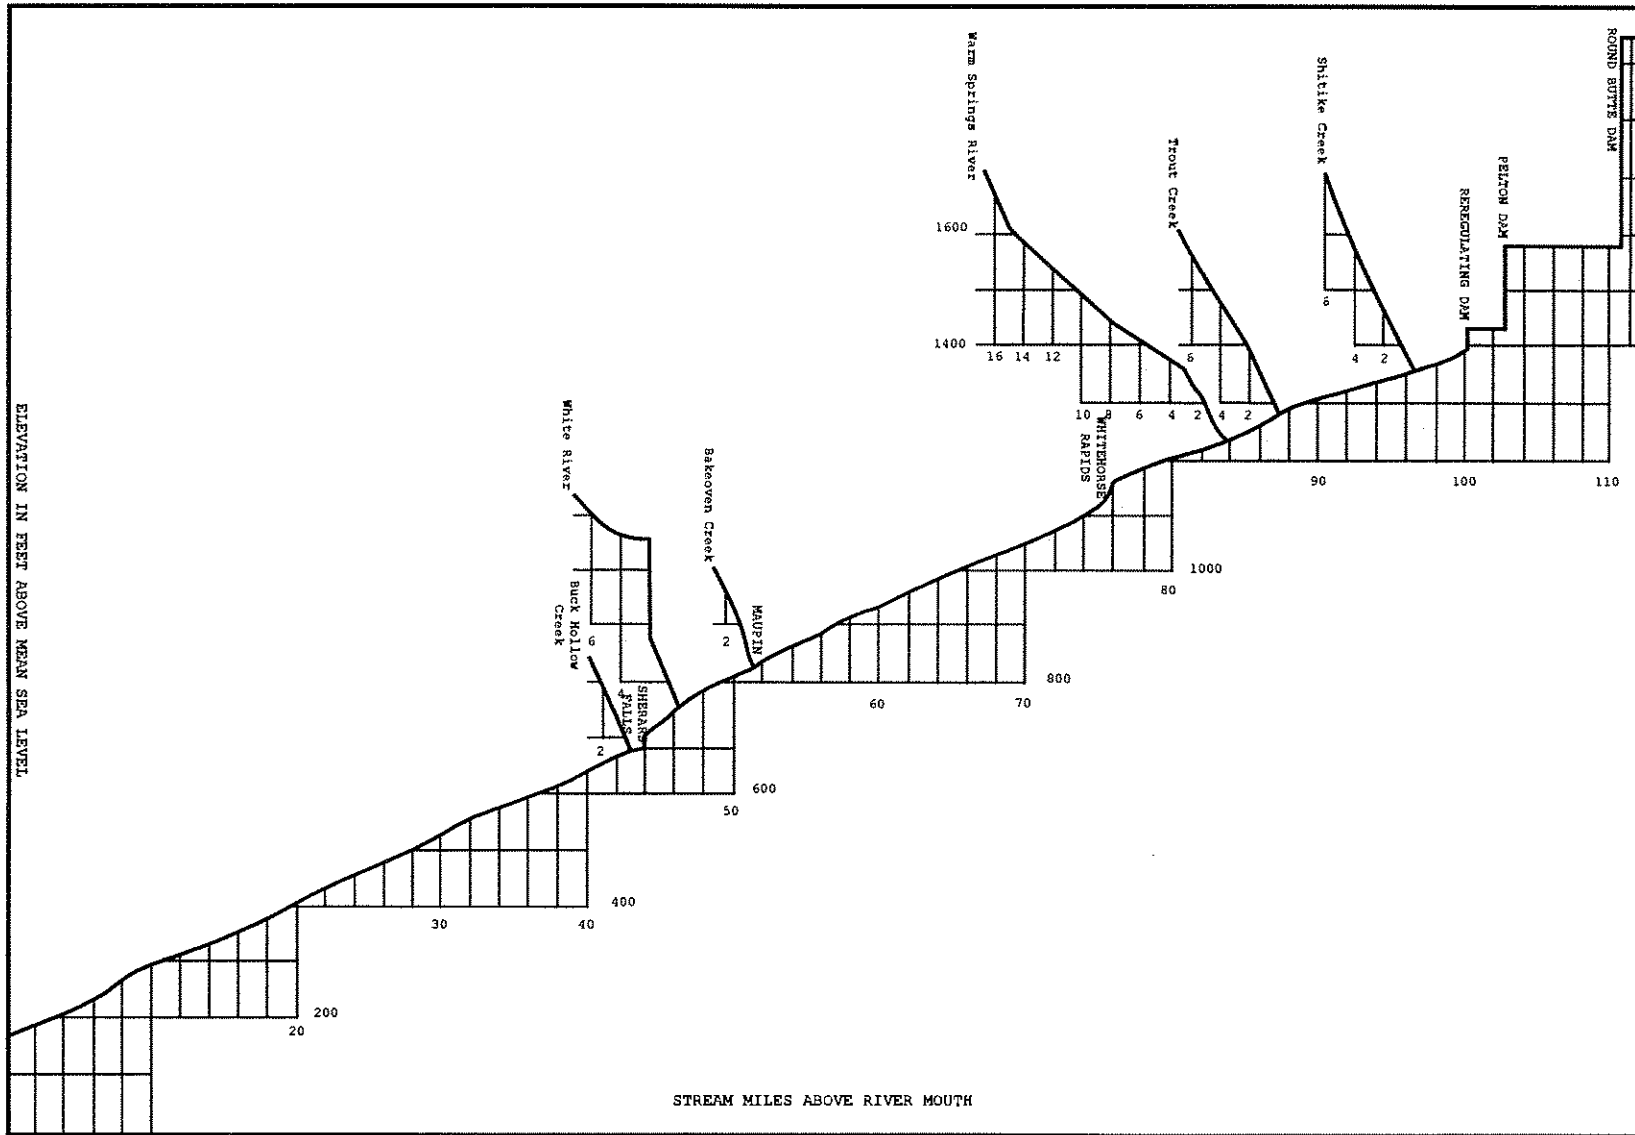 ROUND BUTTE DAM
Warm Springs River
Shitike Creek
Trout Creek
PELTON DAM
REREGULATING DAM
1600
6
1400
16 14 12
6
4 2
10 8 6 4 2 4 2
ELEVATION IN FEET ABOVE MEAN SEA LEVEL
White River
Bakeoven Creek
WHITEHORSE
RAPIDS
90 100 110
1000
80
Buck Hollow
Creek
6
2
MAUPIN
800
4
SHERARS
FALLS
60 70
2
600
50
400
30 40
200
20
STREAM MILES ABOVE RIVER MOUTH